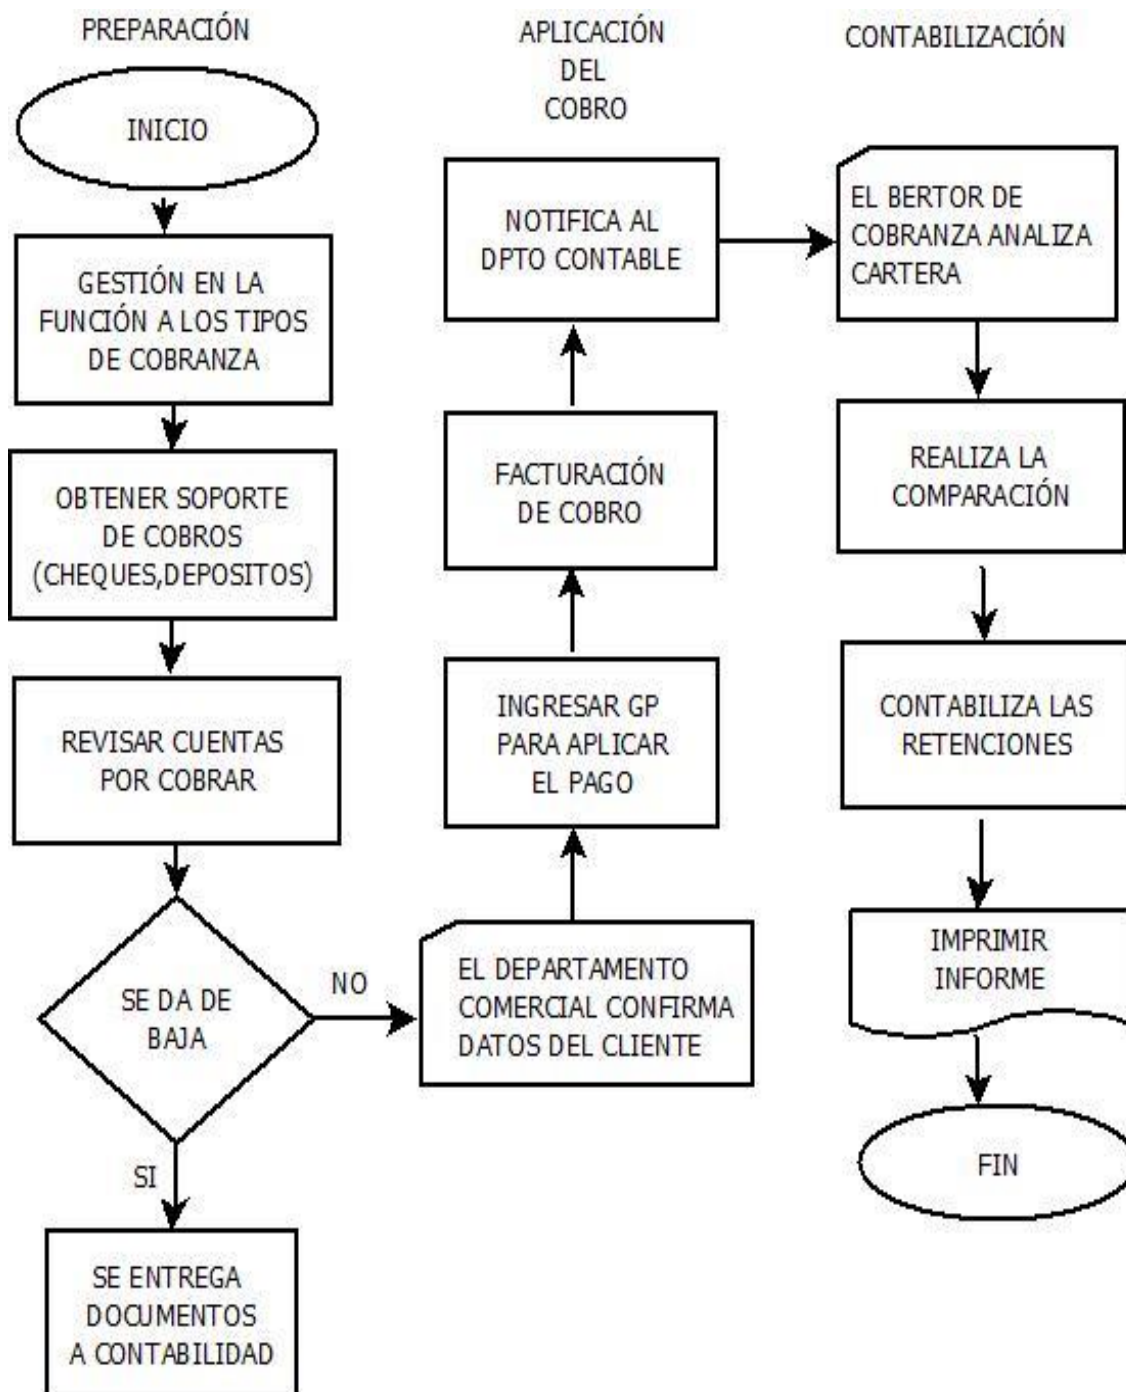 PREPARACIÓN
INICIO
GESTIÓN EN LA
FUNCIÓN A LOS TIPOS
DE COBRANZA
OBTENER SOPORTE
DE COBROS
(CHEQUES,DEPOSITOS)
REVISAR CUENTAS
POR COBRAR
SE DA DE
BAJA
NO
SI
SE ENTREGA
DOCUMENTOS
A CONTABILIDAD
APLICACIÓN
DEL
COBRO
NOTIFICA AL
DPTO CONTABLE
FACTURACIÓN
DE COBRO
INGRESAR GP
PARA APLICAR
EL PAGO
EL DEPARTAMENTO
COMERCIAL CONFIRMA
DATOS DEL CLIENTE
CONTABILIZACIÓN
EL BERTOR DE
COBRANZA ANALIZA
CARTERA
REALIZA LA
COMPARACIÓN
CONTABILIZA LAS
RETENCIONES
IMPRIMIR
INFORME
FIN